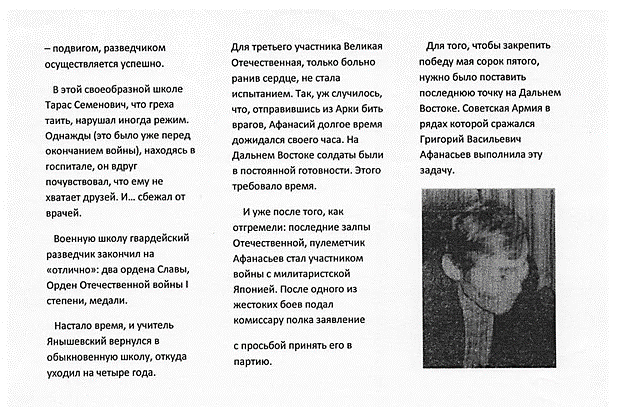 – подвигом, разведчиком
осуществляется успешно.
В этой своеобразной школе
Тарас Семенович, что греха
таить, нарушал иногда режим.
Однажды (это было уже перед
окончанием войны), находясь в
госпитале, он вдруг
почувствовал, что ему не
хватает друзей. И... сбежал от
врачей.
Военную школу гвардейский
разведчик закончил на
«отлично»: два ордена Славы,
Орден Отечественной войны I
степени, медали.
Настало время, и учитель
Янышевский вернулся в
обыкновенную школу, откуда
уходил на четыре года.
Для третьего участника Великая
Отечественная, только больно
ранив сердце, не стала
испытанием. Так, уж случилось,
что, отправившись из Арки бить
врагов, Афанасий долгое время
дожидался своего часа. На
Дальнем Востоке солдаты были
в постоянной готовности. Этого
требовало время.
И уже после того, как
отгремели: последние залпы
Отечественной, пулеметчик
Афанасьев стал участником
войны с милитаристской
Японией. После одного из
жестоких боев подал
комиссару полка заявление
с просьбой принять его в
партию.
Для того, чтобы закрепить
победу мая сорок пятого,
нужно было поставить
последнюю точку на Дальнем
Востоке. Советская Армия в
рядах которой сражался
Григорий Васильевич
Афанасьев выполнила эту
задачу.